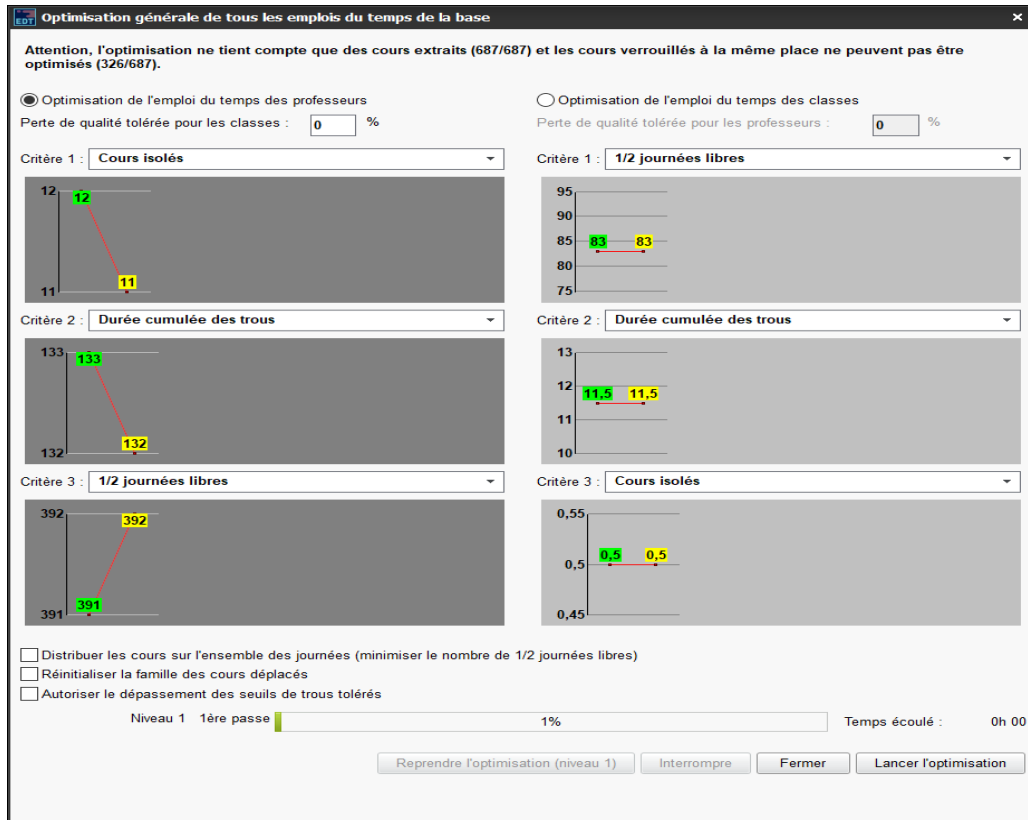 EDT Optimisation générale de tous les emplois du temps de la base ×
Attention, l'optimisation ne tient compte que des cours extraits (687/687) et les cours verrouillés à la même place ne peuvent pas être
optimisés (326/687).
Optimisation de l'emploi du temps des professeurs
Perte de qualité tolérée pour les classes : 0 %
Critère 1 : Cours isolés
12
12
11
11
Critère 2 : Durée cumulée des trous
133
133
132
132
Critère 3 : 1/2 journées libres
392
392
391
391
Optimisation de l'emploi du temps des classes
Perte de qualité tolérée pour les professeurs : 0 %
Critère 1 : 1/2 journées libres
95
90
85
83 83
80
75
Critère 2 : Durée cumulée des trous
13
12
11,5 11,5
11
10
Critère 3 : Cours isolés
0,55
0,5 0,5 0,5
0,45
Distribuer les cours sur l'ensemble des journées (minimiser le nombre de 1/2 journées libres)
Réinitialiser la famille des cours déplacés
Autoriser le dépassement des seuils de trous tolérés
Niveau 1 1ère passe 1% Temps écoulé : 0h 00
Reprendre l'optimisation (niveau 1) Interrompre Fermer Lancer l'optimisation